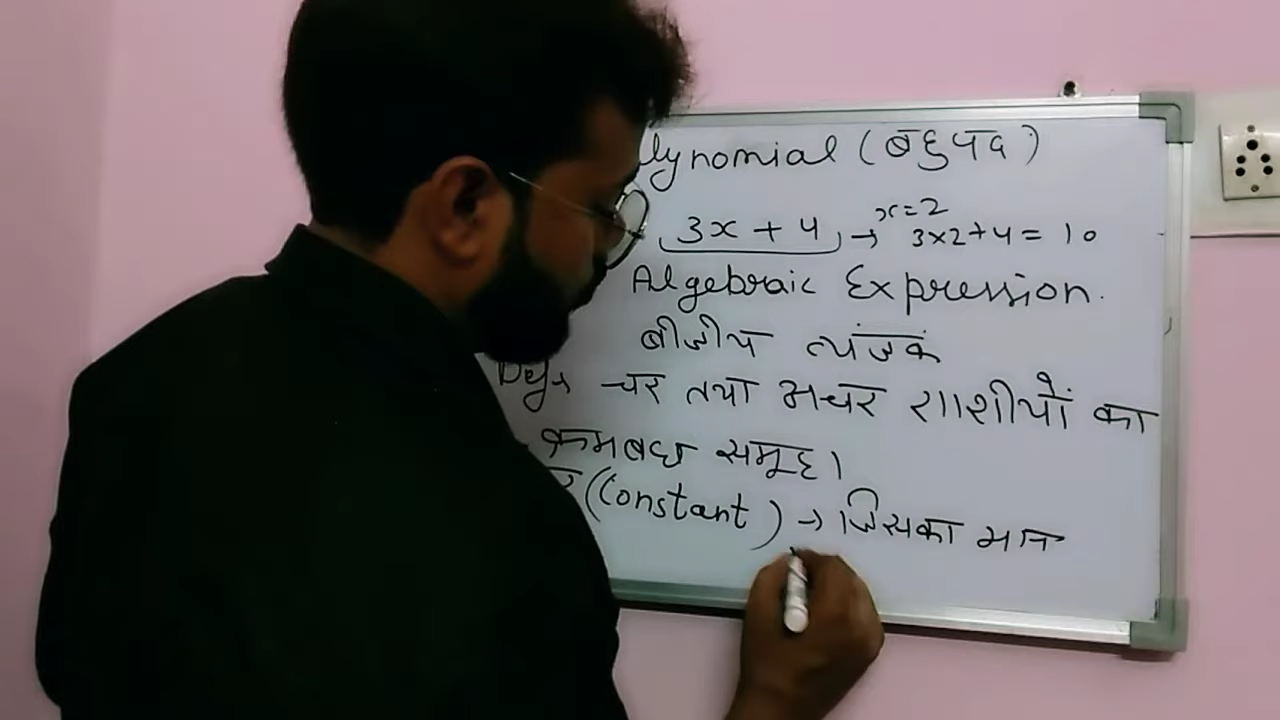 lynomial (बहुपद)
x=2
3x + 4 → 3×2+4 = 10
Algebraic Expression.
बीजीय व्यंजक
Def→ चर तथा अचर राशीयों का
क्रमबद्ध समूह।
(Constant) → जिसका मान